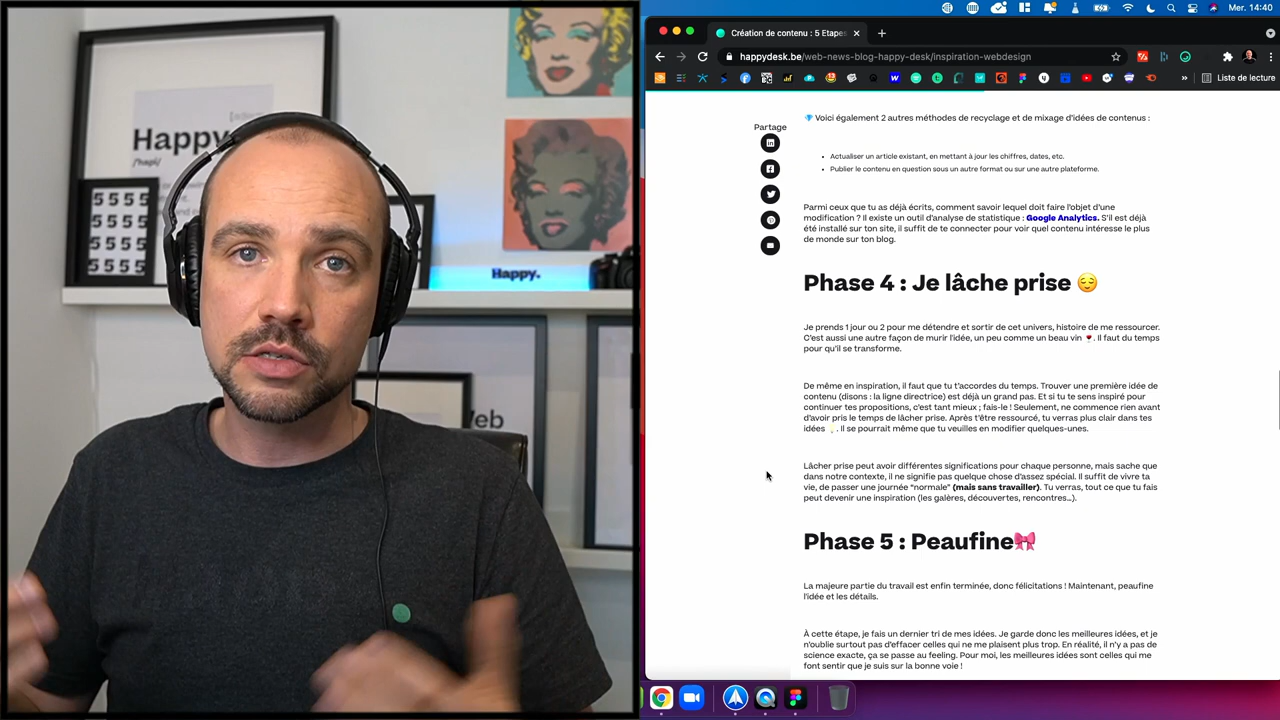 Happy
/'hapi/
5 5 5 5
5 5 5 5
5 5 5 5
5 5 5 5
Happy.
Web
Mer. 14:40
Création de contenu : 5 Etapes
happydesk.be/web-news-blog-happy-desk/inspiration-webdesign
Liste de lecture
Partage
💎 Voici également 2 autres méthodes de recyclage et de mixage d'idées de contenus :
• Actualiser un article existant, en mettant à jour les chiffres, dates, etc.
• Publier le contenu en question sous un autre format ou sur une autre plateforme.
Parmi ceux que tu as déjà écrits, comment savoir lequel doit faire l'objet d'une
modification ? Il existe un outil d'analyse de statistique : Google Analytics. S'il est déjà
été installé sur ton site, il suffit de te connecter pour voir quel contenu intéresse le plus
de monde sur ton blog.
Phase 4 : Je lâche prise 😌
Je prends 1 jour ou 2 pour me détendre et sortir de cet univers, histoire de me ressourcer.
C'est aussi une autre façon de murir l'idée, un peu comme un beau vin 🍷. Il faut du temps
pour qu'il se transforme.
De même en inspiration, il faut que tu t'accordes du temps. Trouver une première idée de
contenu (disons : la ligne directrice) est déjà un grand pas. Et si tu te sens inspiré pour
continuer tes propositions, c'est tant mieux ; fais-le ! Seulement, ne commence rien avant
d'avoir pris le temps de lâcher prise. Après t'être ressourcé, tu verras plus clair dans tes
idées 💡. Il se pourrait même que tu veuilles en modifier quelques-unes.
Lâcher prise peut avoir différentes significations pour chaque personne, mais sache que
dans notre contexte, il ne signifie pas quelque chose d'assez spécial. Il suffit de vivre ta
vie, de passer une journée "normale" (mais sans travailler). Tu verras, tout ce que tu fais
peut devenir une inspiration (les galères, découvertes, rencontres...).
Phase 5 : Peaufine🎀
La majeure partie du travail est enfin terminée, donc félicitations ! Maintenant, peaufine
l'idée et les détails.
À cette étape, je fais un dernier tri de mes idées. Je garde donc les meilleures idées, et je
n'oublie surtout pas d'effacer celles qui ne me plaisent plus trop. En réalité, il n'y a pas de
science exacte, ça se passe au feeling. Pour moi, les meilleures idées sont celles qui me
font sentir que je suis sur la bonne voie !